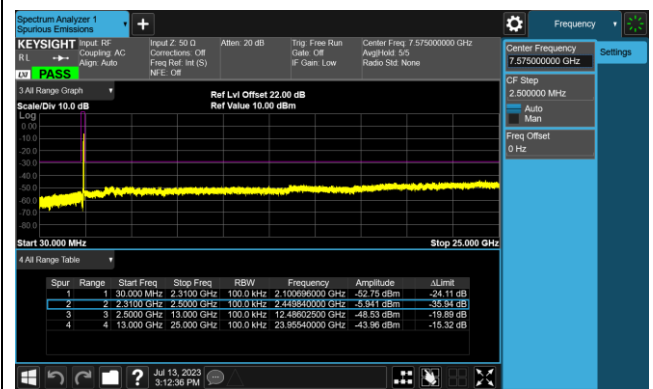 Spectrum Analyzer 1
Spurious Emissions
Frequency
KEYSIGHT Input: RF Input Z: 50 Ω Atten: 20 dB Trig: Free Run Center Freq: 7.575000000 GHz
RL Coupling: AC Corrections: Off Gate: Off Avg|Hold: 5/5
Align: Auto Freq Ref: Int (S) IF Gain: Low Radio Std: None
LXI PASS NFE: Off
Center Frequency
7.575000000 GHz
Settings
CF Step
2.500000 MHz
Auto
Man
Freq Offset
0 Hz
3 All Range Graph
Ref Lvl Offset 22.00 dB
Scale/Div 10.0 dB Ref Value 10.00 dBm
Log
0.00
-10.0
-20.0
-30.0
-40.0
-50.0
-60.0
-70.0
-80.0
Start 30.000 MHz Stop 25.000 GHz
4 All Range Table
Spur Range Start Freq Stop Freq RBW Frequency Amplitude ΔLimit
1 1 30.000 MHz 2.3100 GHz 100.0 kHz 2.100696000 GHz -52.75 dBm -24.11 dB
2 2 2.3100 GHz 2.5000 GHz 100.0 kHz 2.449840000 GHz -5.941 dBm -35.94 dB
3 3 2.5000 GHz 13.000 GHz 100.0 kHz 12.48602500 GHz -48.53 dBm -19.89 dB
4 4 13.000 GHz 25.000 GHz 100.0 kHz 23.95540000 GHz -43.96 dBm -15.32 dB
Jul 13, 2023
3:12:36 PM